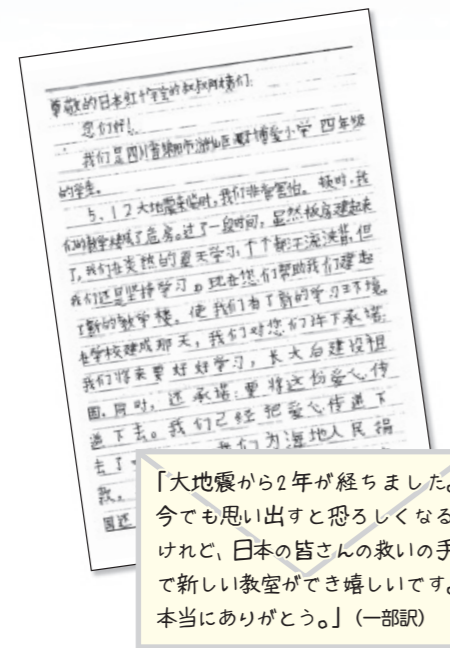 尊敬的日本红十字会的叔叔阿姨们:
您们好!
我们是四川省绵阳市游仙区 博爱小学 四年级
的学生。
5.12大地震来临时,我们非常害怕。顿时,我
们的教学楼成了危房。过了一段时间,虽然板房建起来
了,我们在炎热的夏天学习,个个都汗流浃背,但
我们还是坚持学习。现在您们帮助我们建起
了新的教学楼,使我们有了新的学习环境。
在学校建成那天,我们对您们许下承诺:
我们将来要好好学习,长大后建设祖
国。同时,还承诺:要将这份爱心传
递下去。我们已经把爱心传递下
去了 我们为海地人民捐
款。
国还
「大地震から2年が経ちました。
今でも思い出すと恐ろしくなる
けれど、日本の皆さんの救いの手
で新しい教室ができ嬉しいです。
本当にありがとう。」(一部訳)